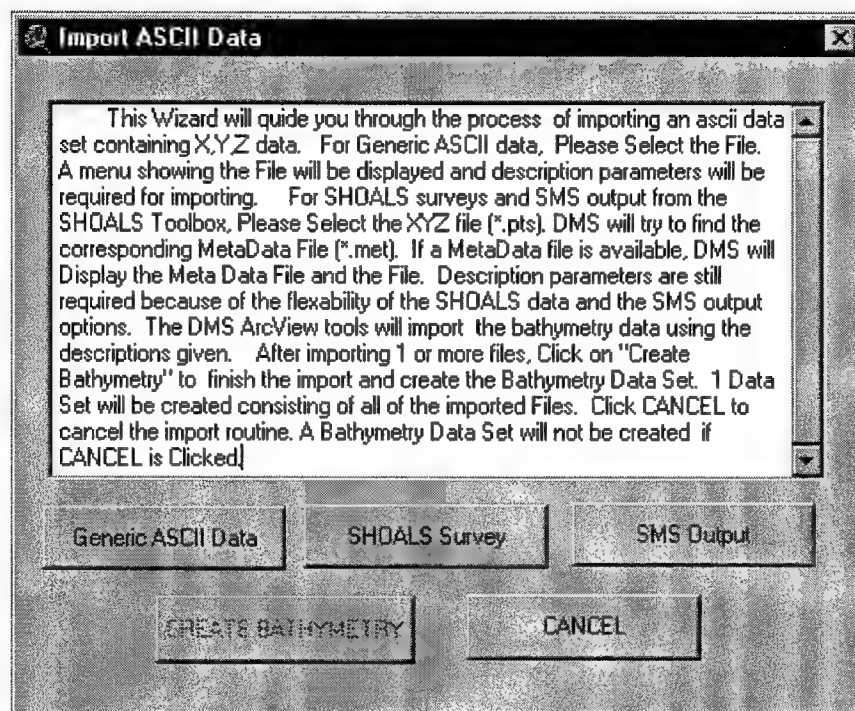 Import ASCII Data
This Wizard will quide you through the process of importing an ascii data
set containing X,Y,Z data. For Generic ASCII data, Please Select the File.
A menu showing the File will be displayed and description parameters will be
required for importing. For SHOALS surveys and SMS output from the
SHOALS Toolbox, Please Select the XYZ file (*.pts). DMS will try to find the
corresponding MetaData File (*.met). If a MetaData file is available, DMS will
Display the Meta Data File and the File. Description parameters are still
required because of the flexability of the SHOALS data and the SMS output
options. The DMS ArcView tools will import the bathymetry data using the
descriptions given. After importing 1 or more files, Click on "Create
Bathymetry" to finish the import and create the Bathymetry Data Set. 1 Data
Set will be created consisting of all of the imported Files. Click CANCEL to
cancel the import routine. A Bathymetry Data Set will not be created if
CANCEL is Clicked.
Generic ASCII Data SHOALS Survey SMS Output
CREATE BATHYMETRY CANCEL